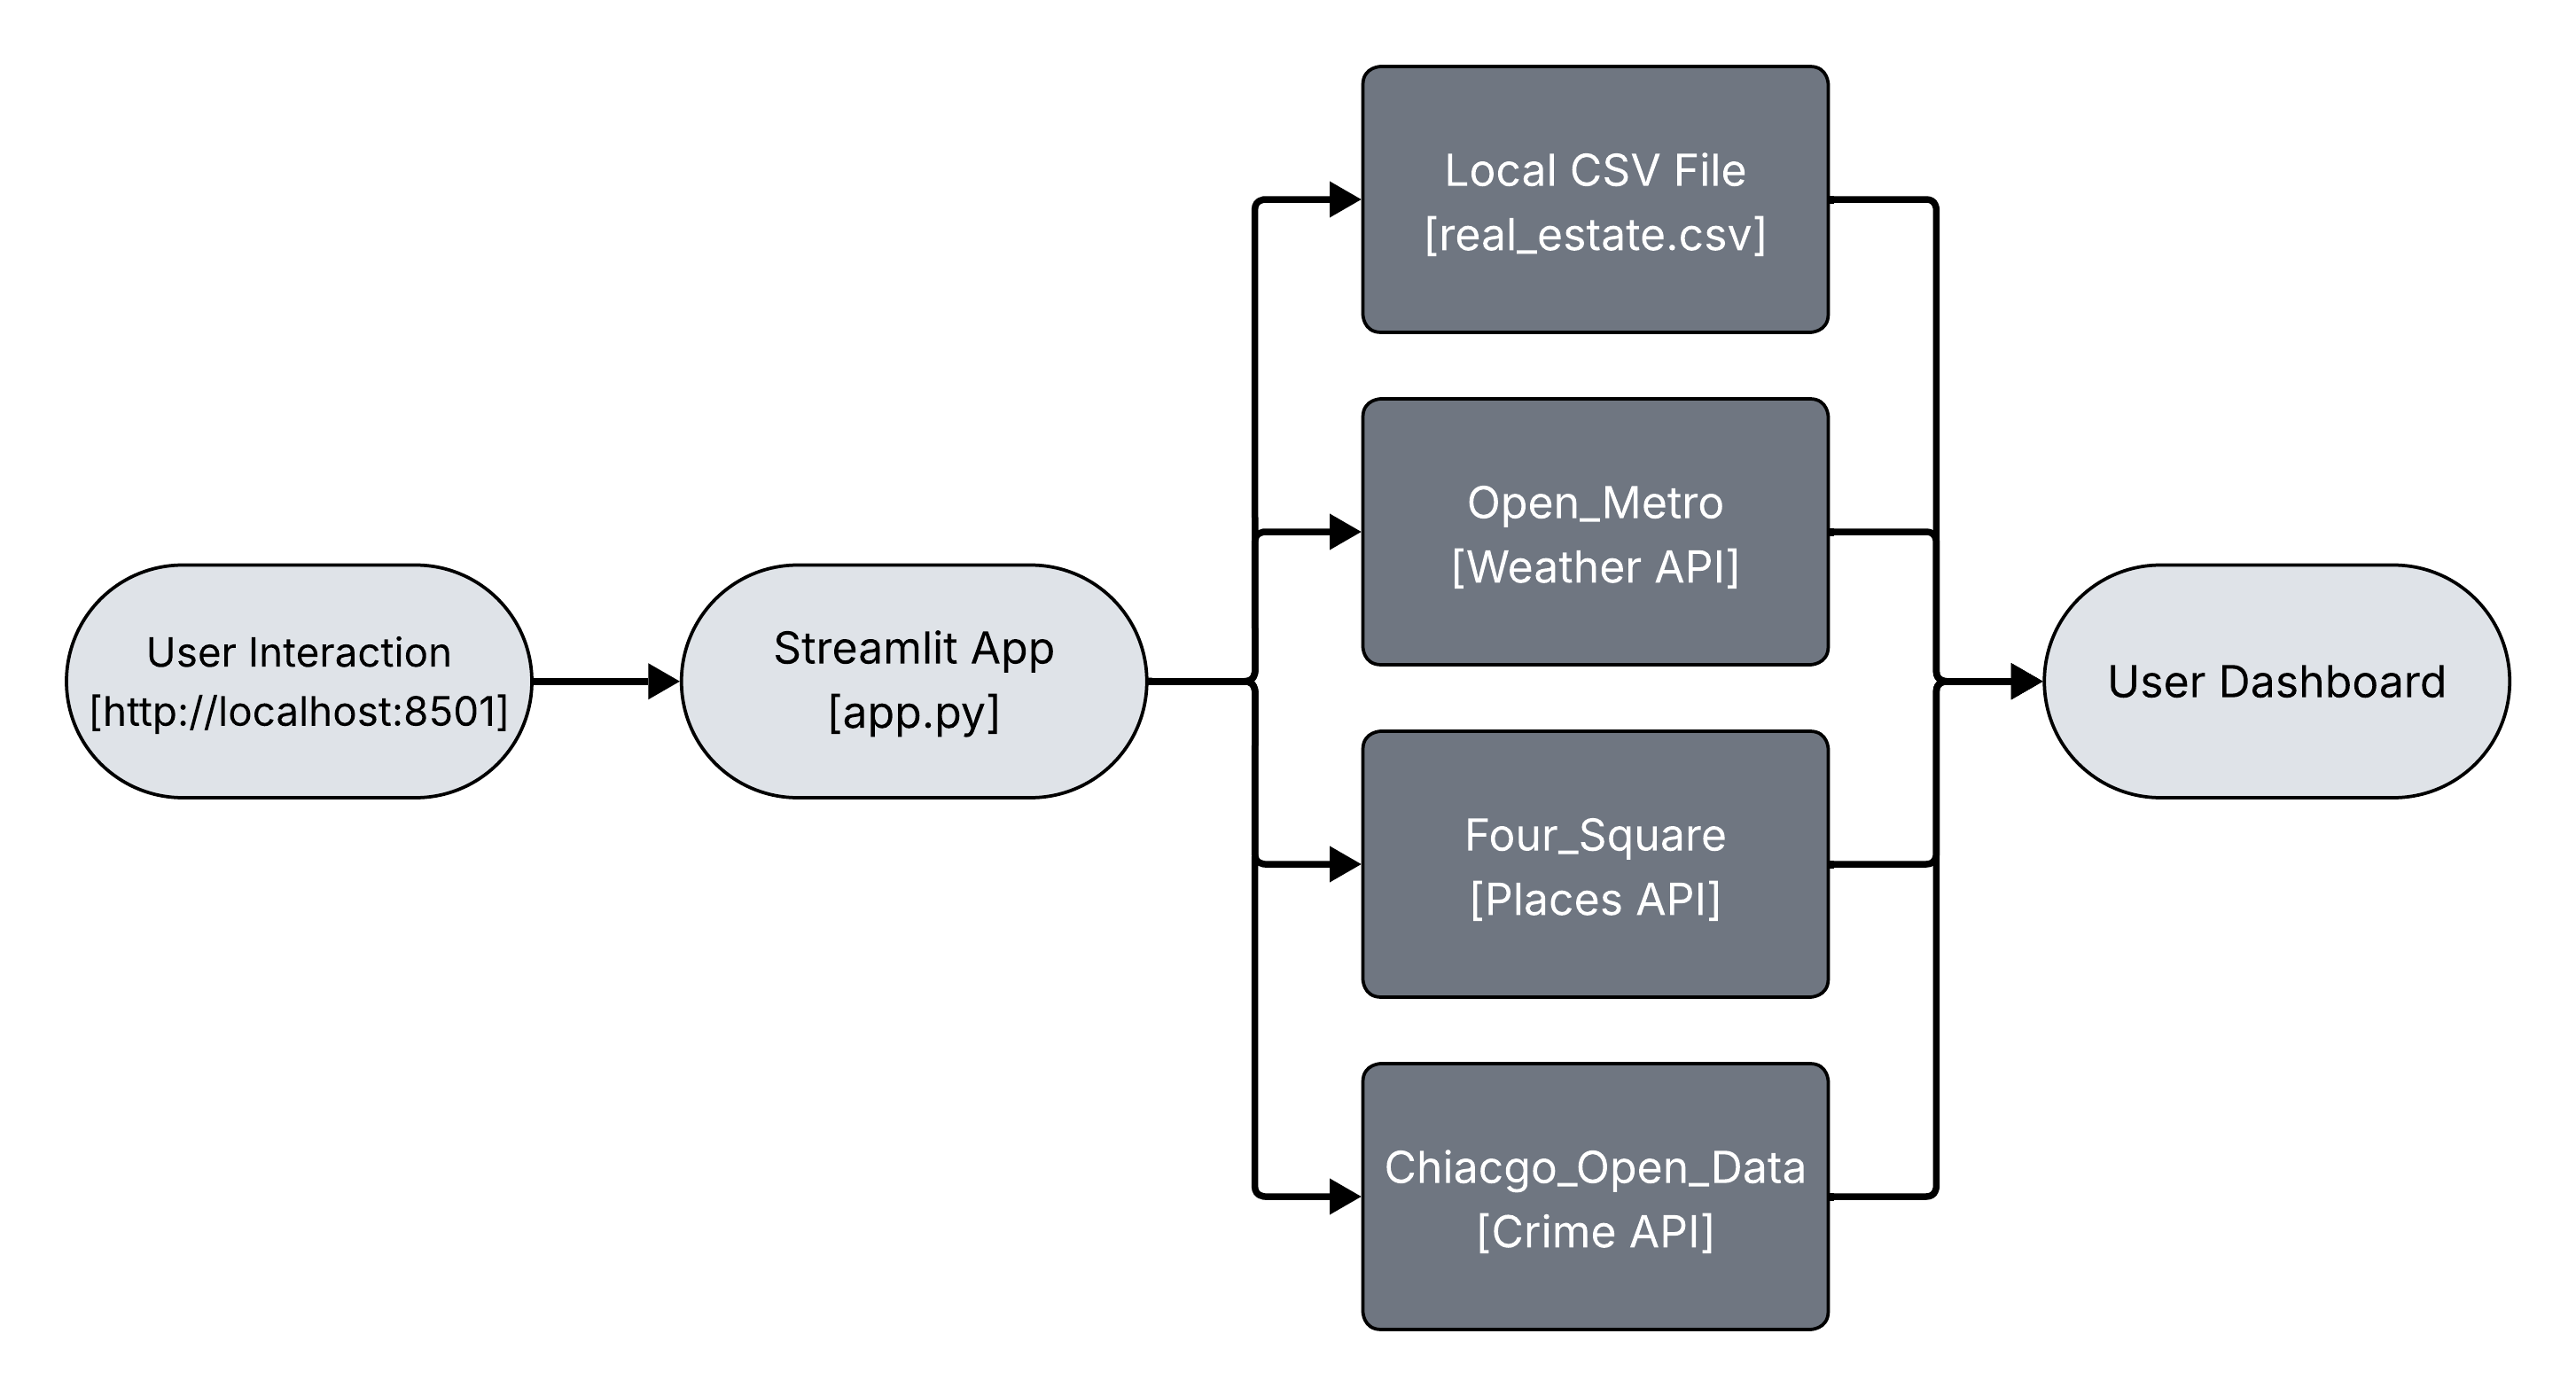 User Interaction
[http://localhost:8501]
Streamlit App
[app.py]
Local CSV File
[real_estate.csv]
Open_Metro
[Weather API]
Four_Square
[Places API]
Chiacgo_Open_Data
[Crime API]
User Dashboard